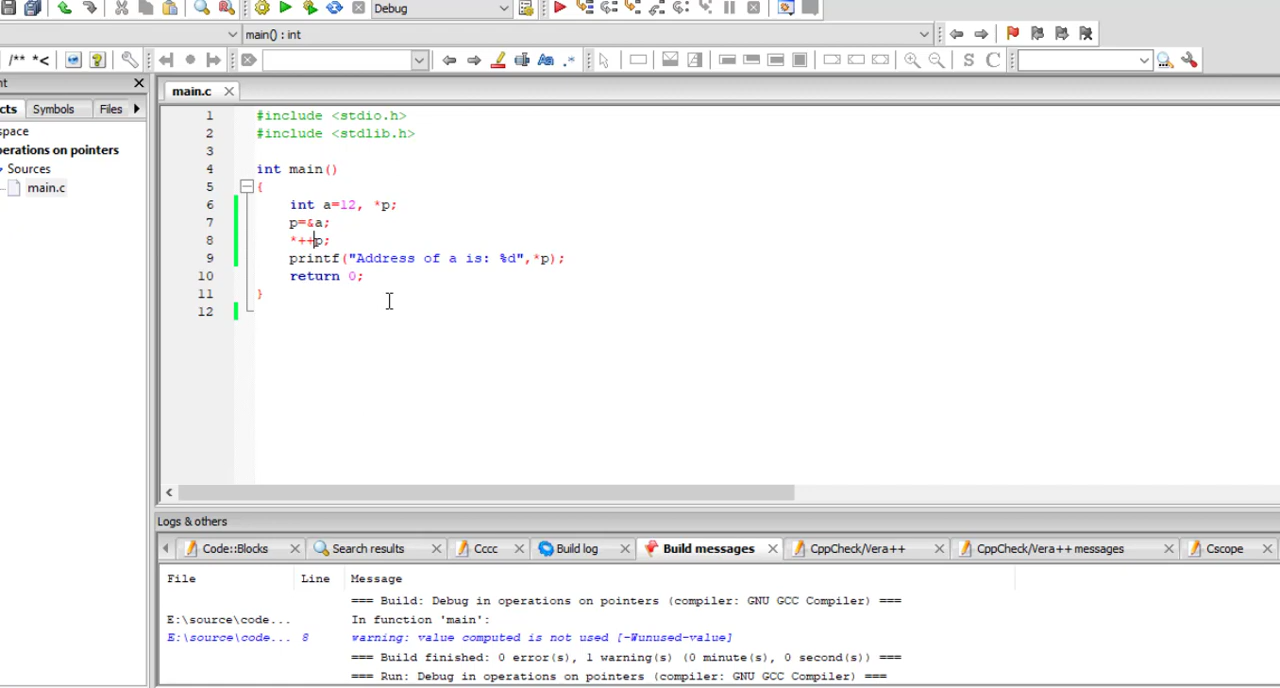 Debug
main() : int
/** *<
S C
nt
main.c
cts Symbols Files
space
perations on pointers
Sources
main.c
1 #include <stdio.h>
2 #include <stdlib.h>
3
4 int main()
5 {
6 int a=12, *p;
7 p=&a;
8 *++p;
9 printf("Address of a is: %d",*p);
10 return 0;
11 }
12
Logs & others
Code::Blocks Search results Cccc Build log Build messages CppCheck/Vera++ CppCheck/Vera++ messages Cscope
File Line Message
=== Build: Debug in operations on pointers (compiler: GNU GCC Compiler) ===
E:\source\code... In function 'main':
E:\source\code... 8 warning: value computed is not used [-Wunused-value]
=== Build finished: 0 error(s), 1 warning(s) (0 minute(s), 0 second(s)) ===
=== Run: Debug in operations on pointers (compiler: GNU GCC Compiler) ===